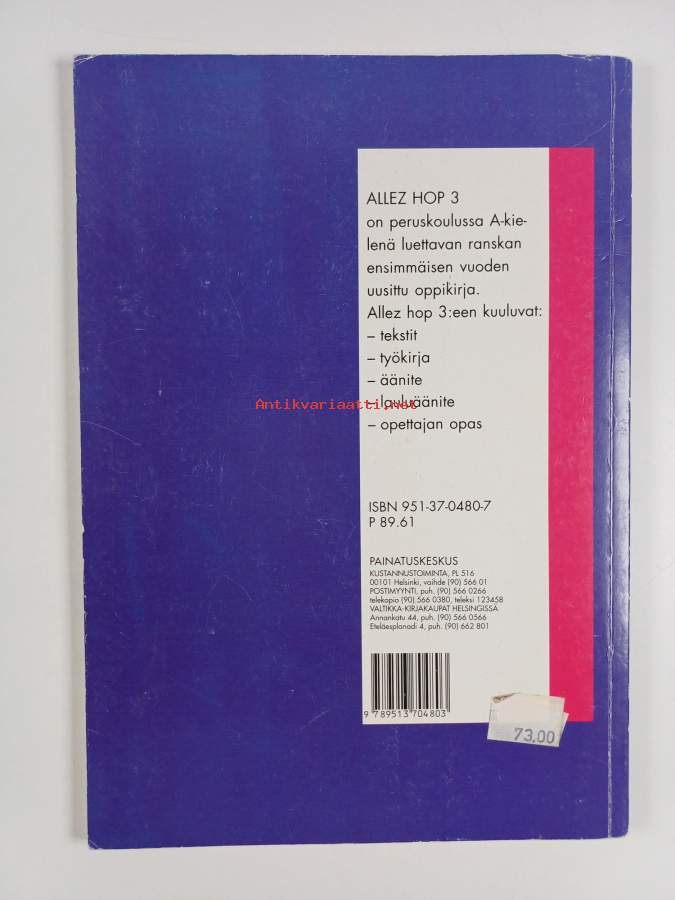 ALLEZ HOP 3
on peruskoulussa A-kie-
lenä luettavan ranskan
ensimmäisen vuoden
uusittu oppikirja.
Allez hop 3:een kuuluvat:
– tekstit
– työkirja
– äänite
Antikvariaatti.net
– lauluäänite
– opettajan opas
ISBN 951-37-0480-7
P 89.61
PAINATUSKESKUS
KUSTANNUSTOIMINTA, PL 516
00101 Helsinki, vaihde (90) 566 01
POSTIMYYNTI, puh. (90) 566 0266
telekopio (90) 566 0380, teleksi 123458
VALTIKKA-KIRJAKAUPAT HELSINGISSÄ
Annankatu 44, puh. (90) 566 0566
Eteläesplanadi 4, puh. (90) 662 801
9 789513 704803
73,00